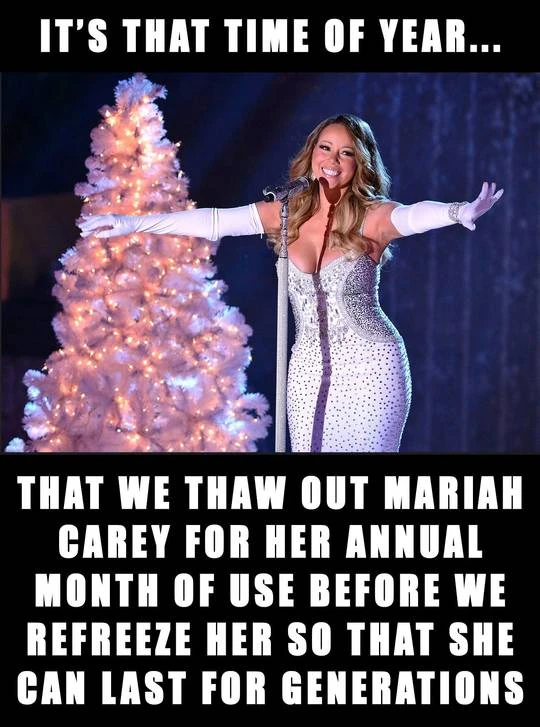 IT'S THAT TIME OF YEAR...
THAT WE THAW OUT MARIAH
CAREY FOR HER ANNUAL
MONTH OF USE BEFORE WE
REFREEZE HER SO THAT SHE
CAN LAST FOR GENERATIONS